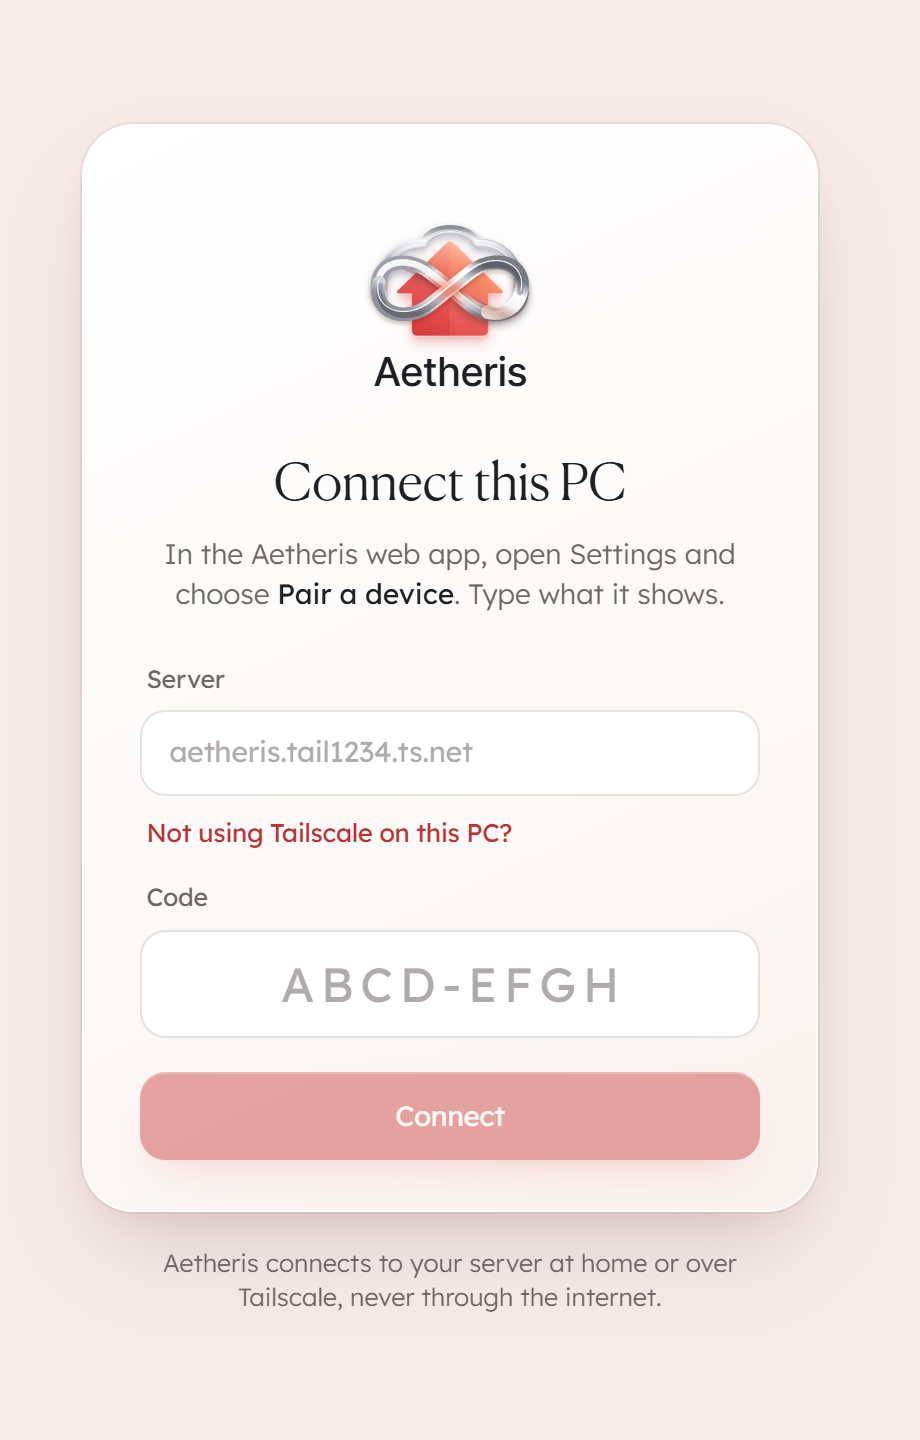 Aetheris
Connect this PC
In the Aetheris web app, open Settings and
choose Pair a device. Type what it shows.
Server
aetheris.tail1234.ts.net
Not using Tailscale on this PC?
Code
ABCD-EFGH
Connect
Aetheris connects to your server at home or over
Tailscale, never through the internet.